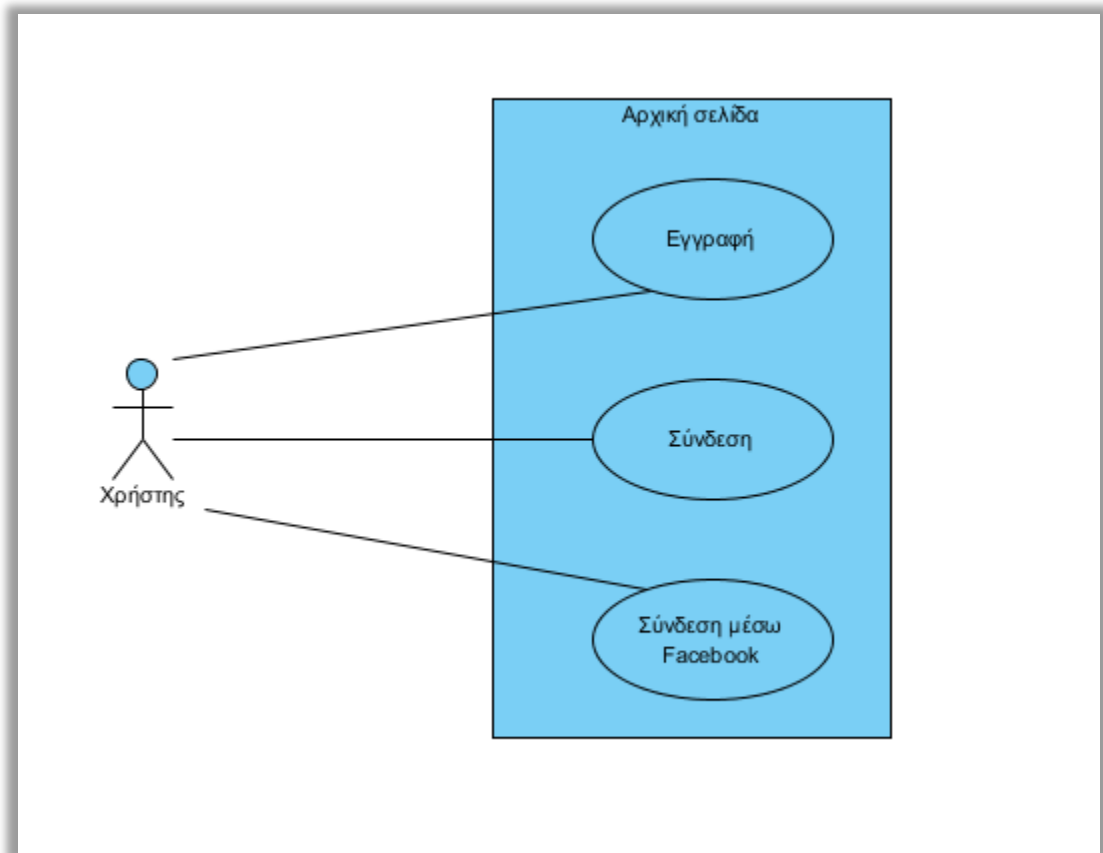 Αρχική σελίδα
Εγγραφή
Σύνδεση
Χρήστης
Σύνδεση μέσω
Facebook